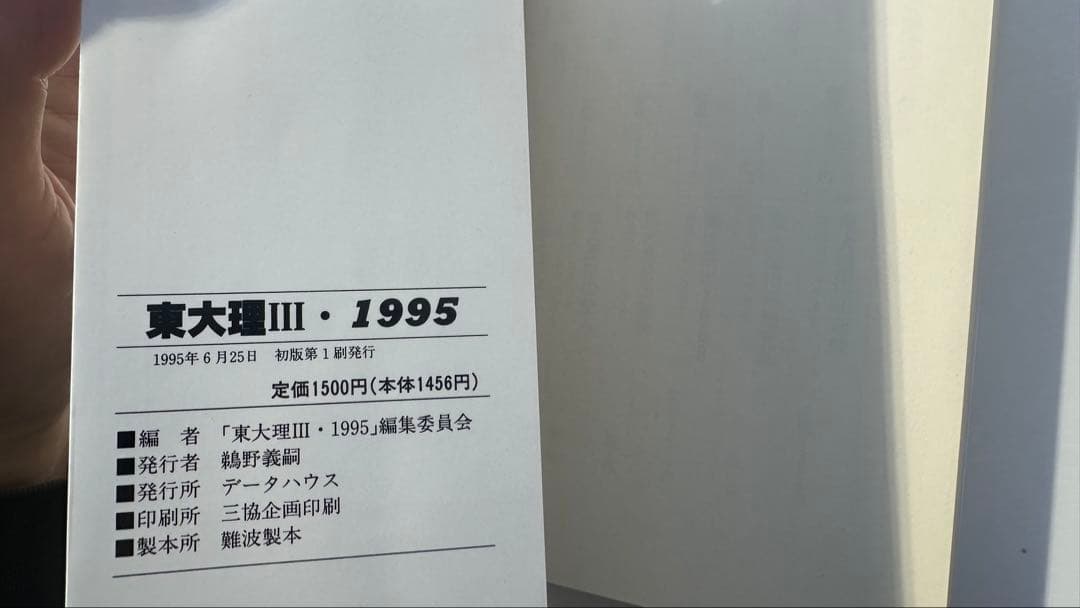 東大理III・1995
1995年6月25日 初版第1刷発行
定価1500円(本体1456円)
■編 者 「東大理III・1995」編集委員会
■発行者 鵜野義嗣
■発行所 データハウス
■印刷所 三協企画印刷
■製本所 難波製本